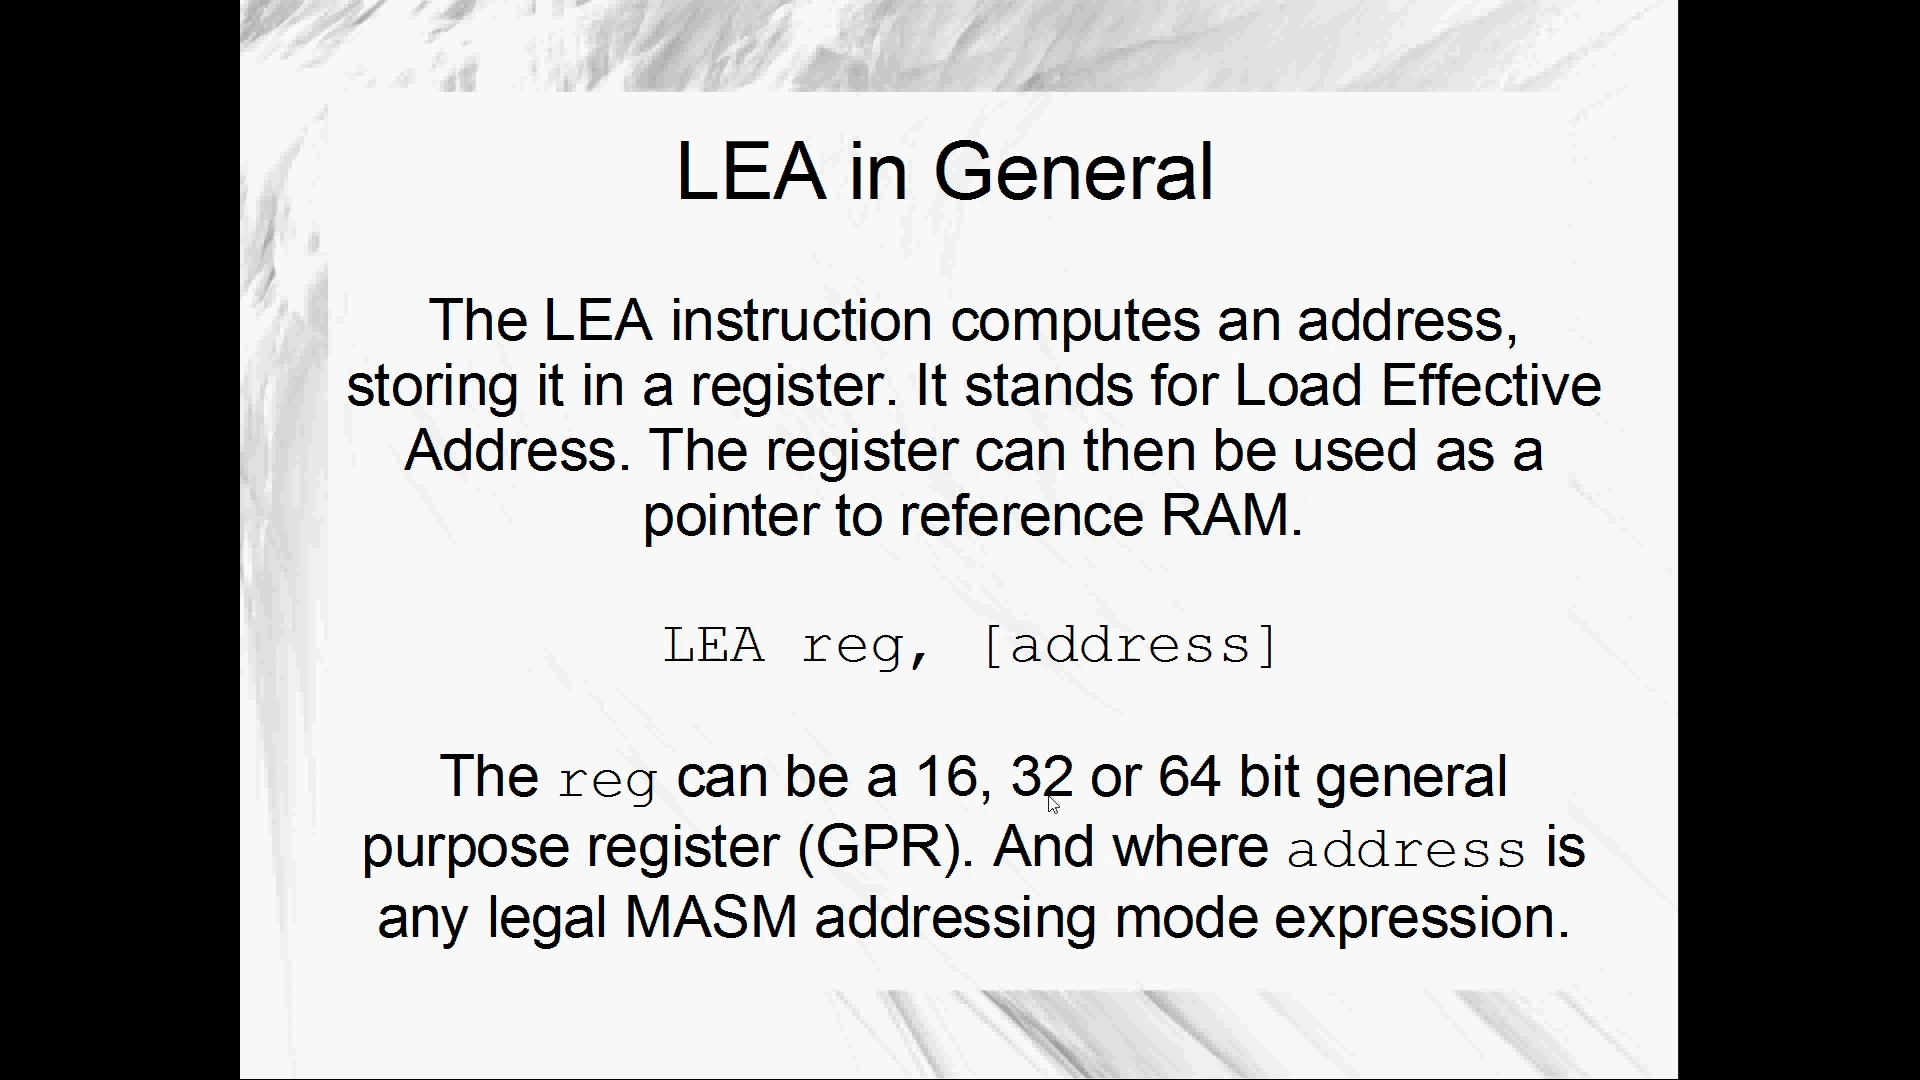 LEA in General
The LEA instruction computes an address,
storing it in a register. It stands for Load Effective
Address. The register can then be used as a
pointer to reference RAM.
LEA reg, [address]
The reg can be a 16, 32 or 64 bit general
purpose register (GPR). And where address is
any legal MASM addressing mode expression.